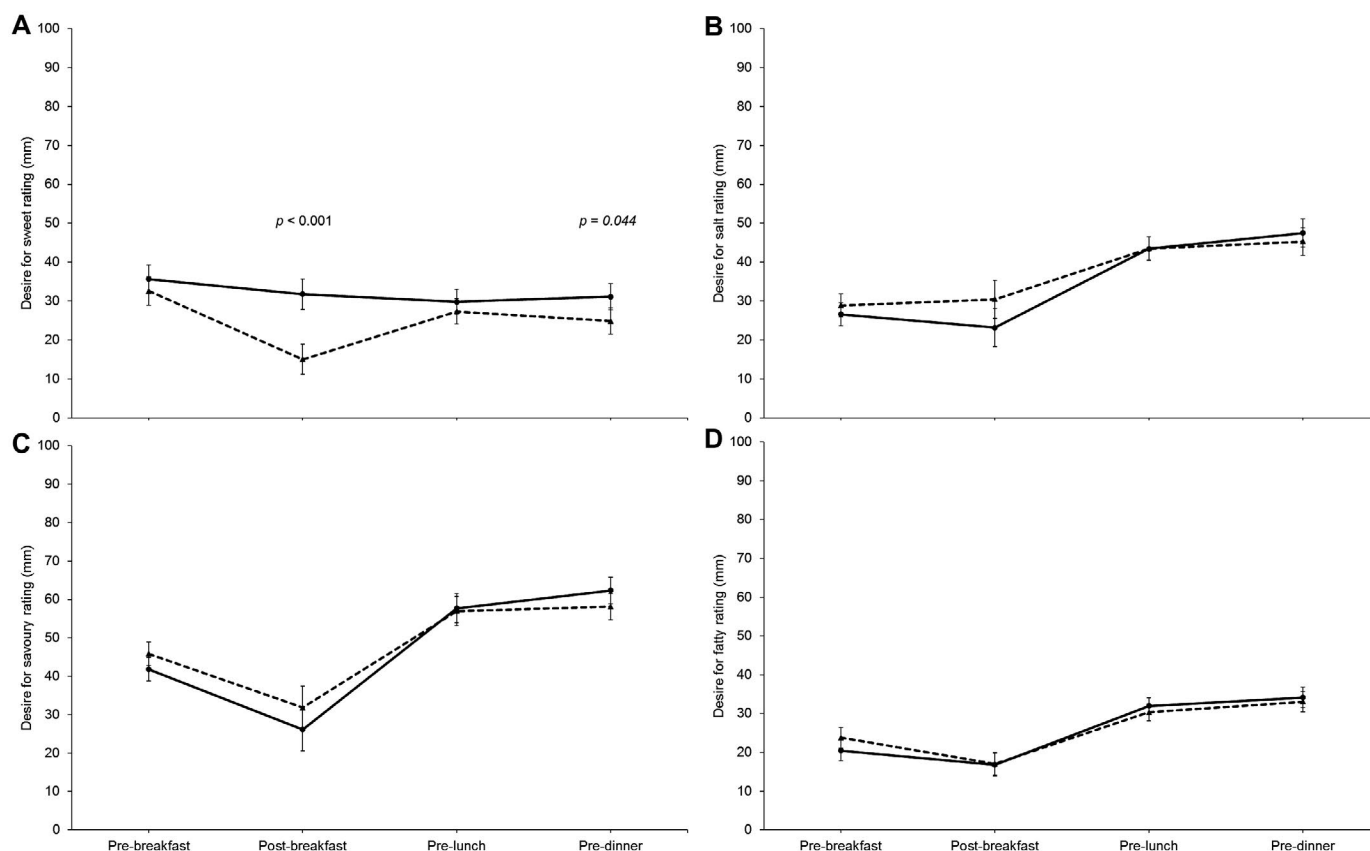 A
Desire for sweet rating (mm)
100
90
80
70
60
50
40
30
20
10
0
p < 0.001
p = 0.044
B
Desire for salt rating (mm)
100
90
80
70
60
50
40
30
20
10
0
C
Desire for savoury rating (mm)
100
90
80
70
60
50
40
30
20
10
0
Pre-breakfast
Post-breakfast
Pre-lunch
Pre-dinner
D
Desire for fatty rating (mm)
100
90
80
70
60
50
40
30
20
10
0
Pre-breakfast
Post-breakfast
Pre-lunch
Pre-dinner